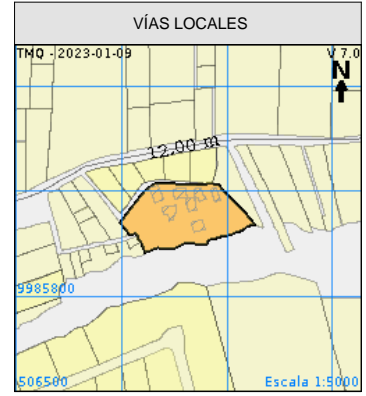 VÍAS LOCALES
TMQ - 2023-01-09
V 7.0
N
12.00 m
9985800
506500
Escala 1:5000